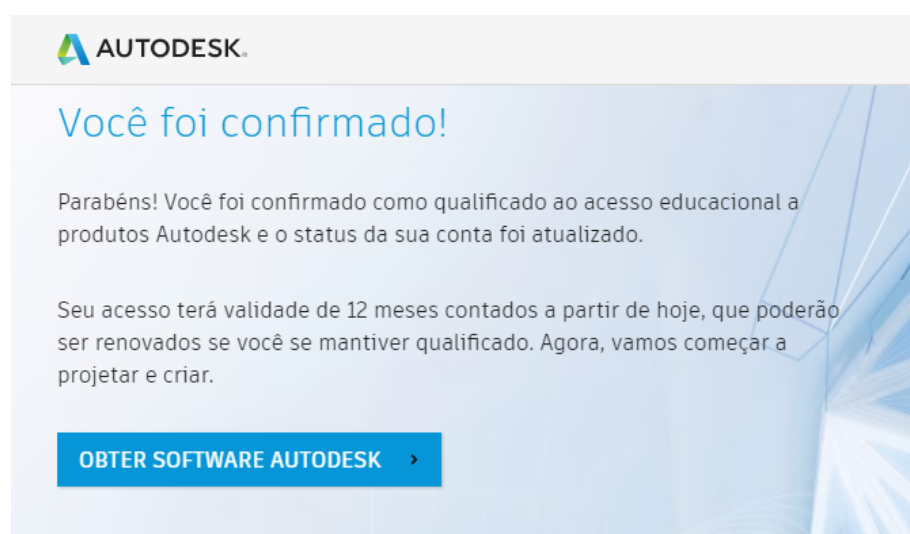 AUTODESK.
Você foi confirmado!
Parabéns! Você foi confirmado como qualificado ao acesso educacional a
produtos Autodesk e o status da sua conta foi atualizado.
Seu acesso terá validade de 12 meses contados a partir de hoje, que poderão
ser renovados se você se mantiver qualificado. Agora, vamos começar a
projetar e criar.
OBTER SOFTWARE AUTODESK ›